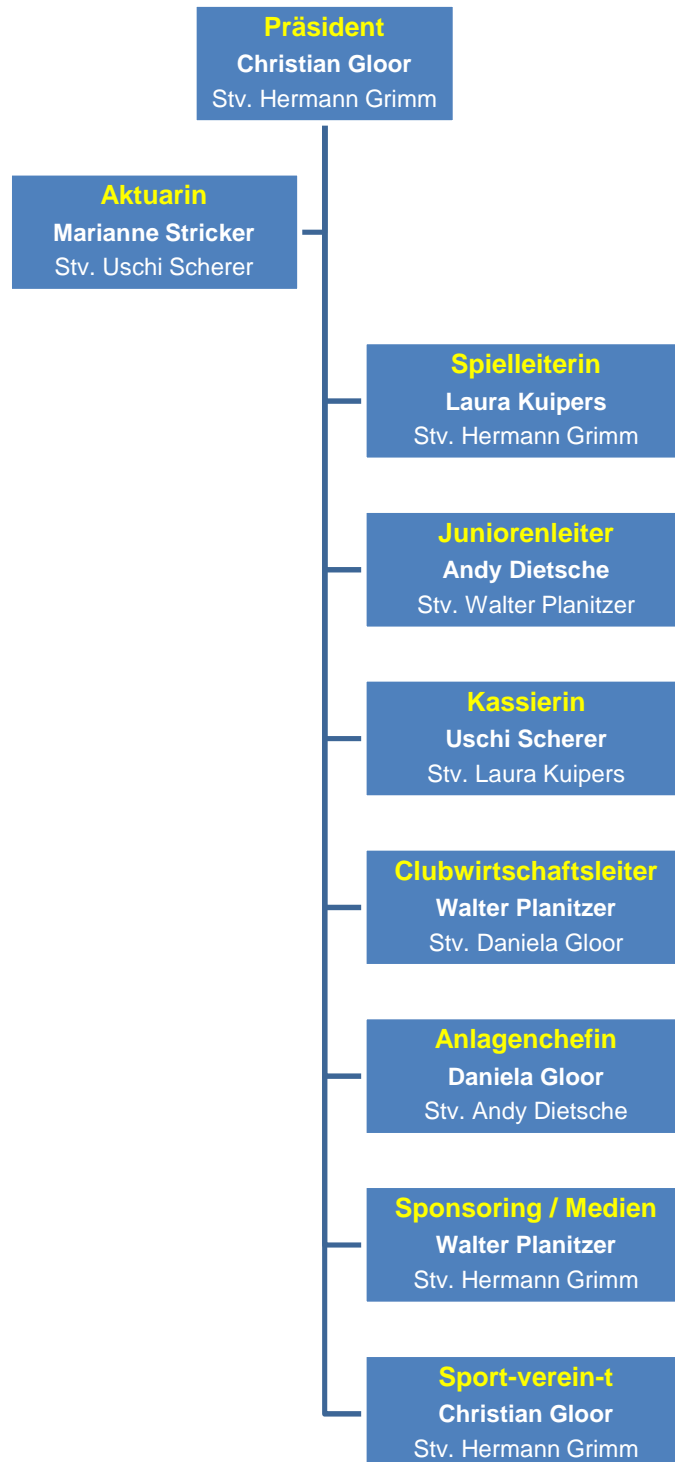 Präsident
Christian Gloor
Stv. Hermann Grimm
Aktuarin
Marianne Stricker
Stv. Uschi Scherer
Spielleiterin
Laura Kuipers
Stv. Hermann Grimm
Juniorenleiter
Andy Dietsche
Stv. Walter Planitzer
Kassierin
Uschi Scherer
Stv. Laura Kuipers
Clubwirtschaftsleiter
Walter Planitzer
Stv. Daniela Gloor
Anlagenchefin
Daniela Gloor
Stv. Andy Dietsche
Sponsoring / Medien
Walter Planitzer
Stv. Hermann Grimm
Sport-verein-t
Christian Gloor
Stv. Hermann Grimm